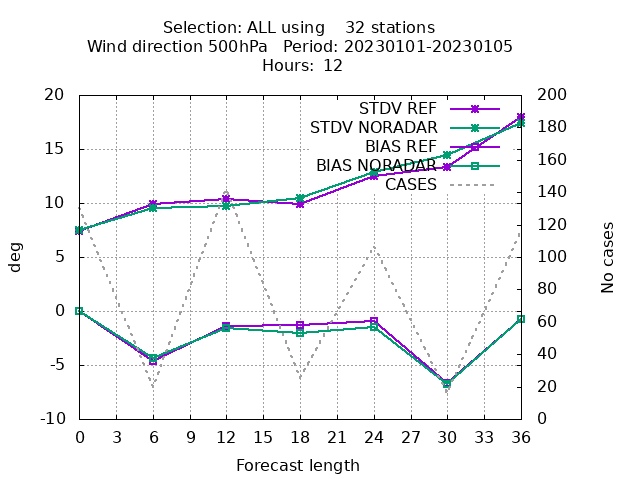 Selection: ALL using 32 stations
Wind direction 500hPa Period: 20230101-20230105
Hours: 12
20 200
STDV REF
180
STDV NORADAR
15
BIAS REF
160
BIAS NORADAR
140
CASES
10
120
deg
5 100
No cases
80
0
60
40
-5
20
-10 0
0 3 6 9 12 15 18 21 24 27 30 33 36
Forecast length